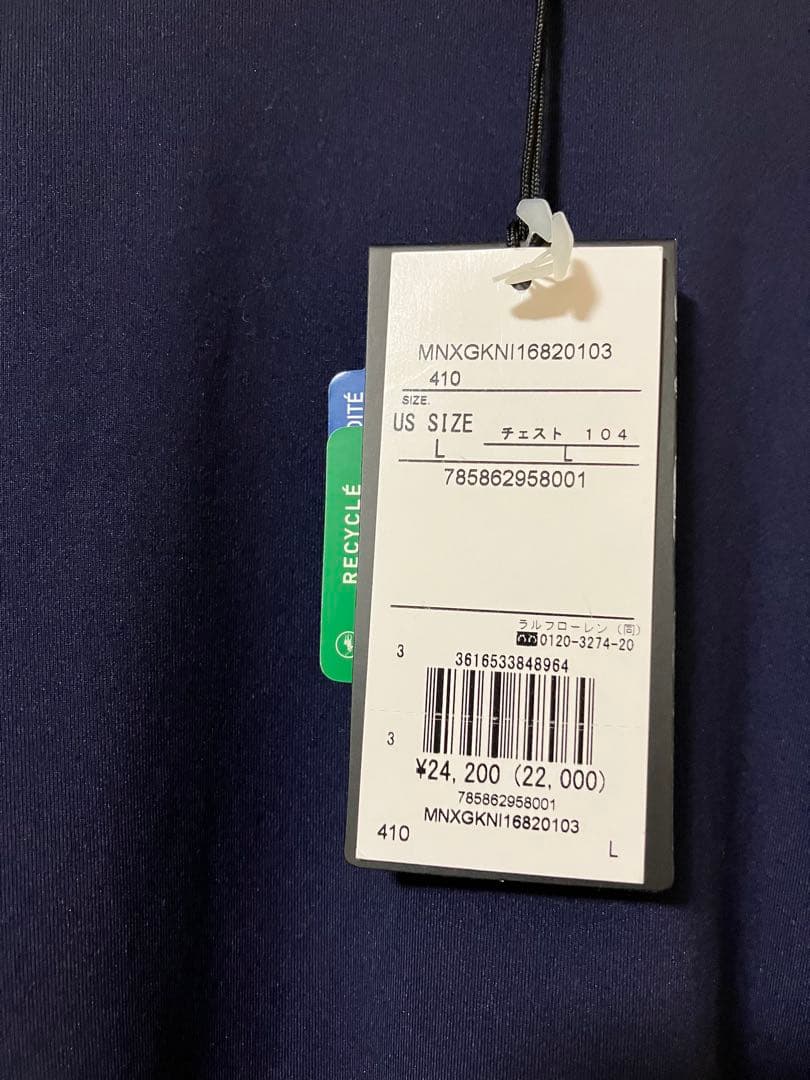 MNXGKNI16820103
410
SIZE.
US SIZE チェスト 104
L L
785862958001
DITÉ
RECYCLÉ
ラルフローレン (同)
0120-3274-20
3
3616533848964
3
¥24,200 (22,000)
785862958001
MNXGKNI16820103
410 L